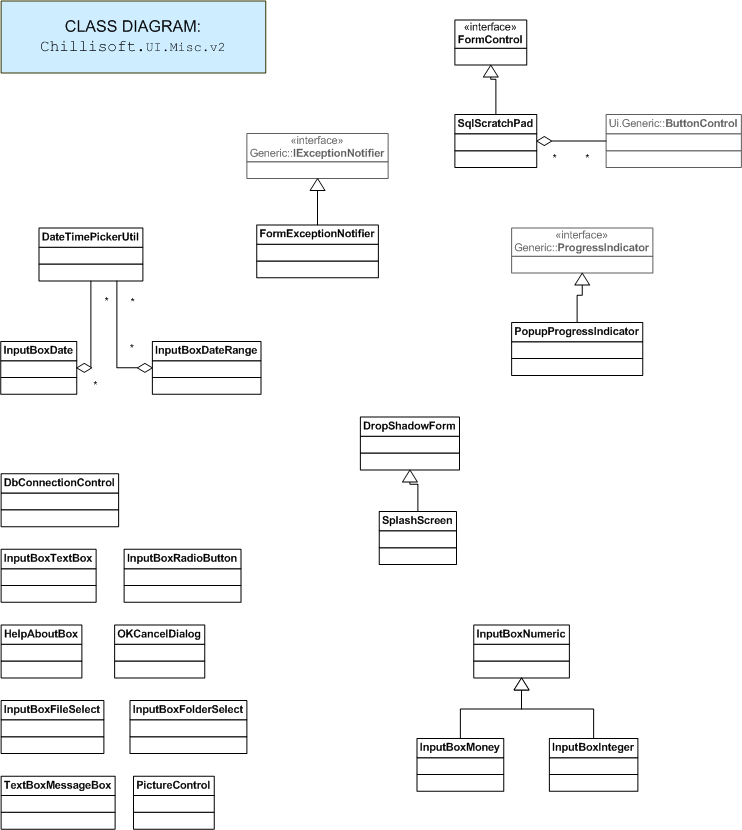 CLASS DIAGRAM:
Chillisoft.UI.Misc.v2
«interface»
FormControl
SqlScratchPad
Ui.Generic::ButtonControl
*
*
«interface»
Generic::IExceptionNotifier
FormExceptionNotifier
DateTimePickerUtil
«interface»
Generic::ProgressIndicator
*
*
PopupProgressIndicator
InputBoxDate
*
InputBoxDateRange
*
DropShadowForm
SplashScreen
DbConnectionControl
InputBoxTextBox
InputBoxRadioButton
HelpAboutBox
OKCancelDialog
InputBoxNumeric
InputBoxFileSelect
InputBoxFolderSelect
InputBoxMoney
InputBoxInteger
TextBoxMessageBox
PictureControl